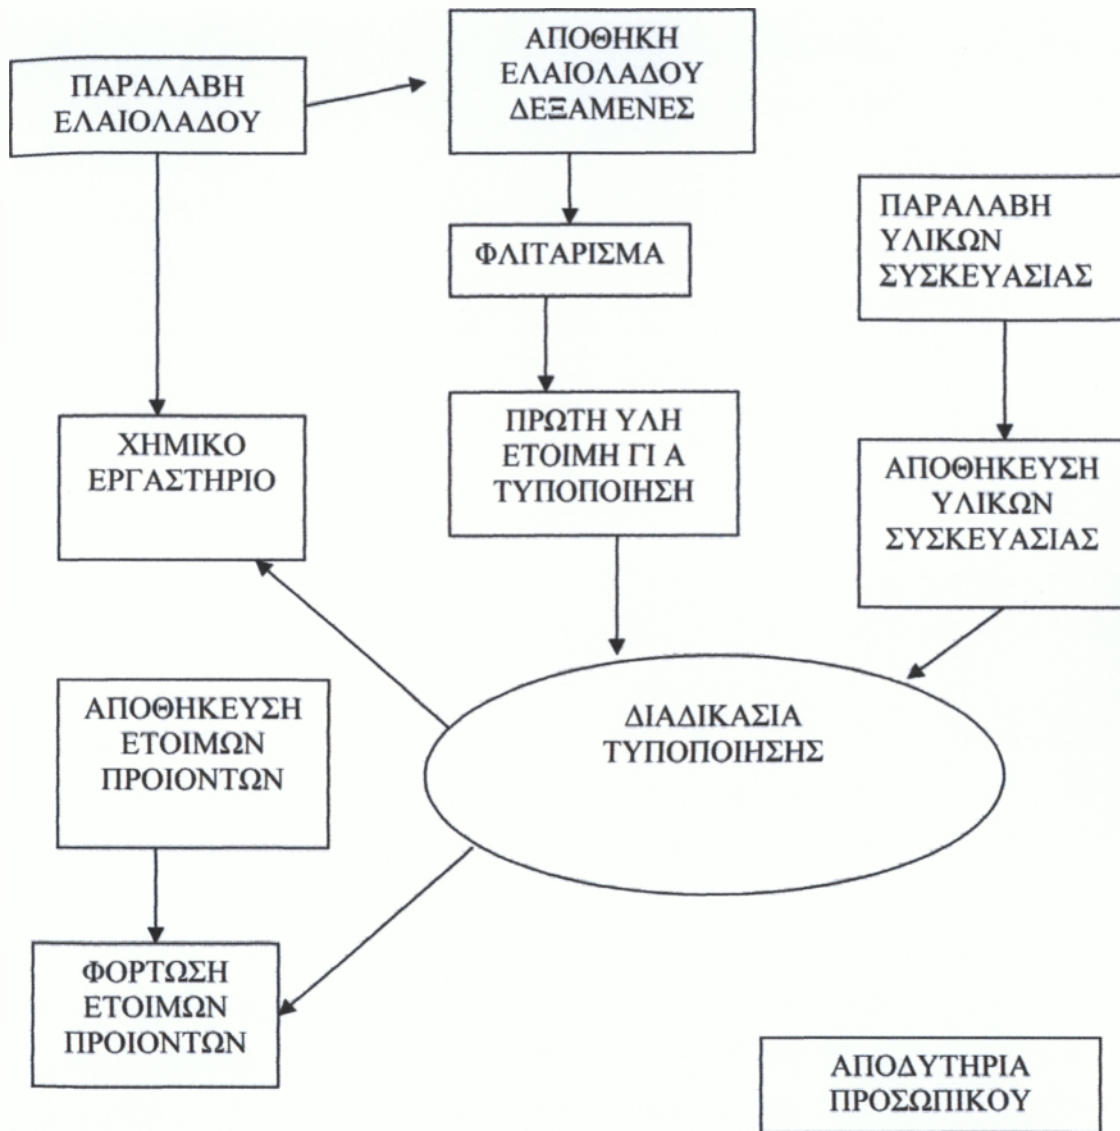 ΠΑΡΑΛΑΒΗ
ΕΛΑΙΟΛΑΔΟΥ
ΑΠΟΘΗΚΗ
ΕΛΑΙΟΛΑΔΟΥ
ΔΕΞΑΜΕΝΕΣ
ΦΛΙΤΑΡΙΣΜΑ
ΠΑΡΑΛΑΒΗ
ΥΛΙΚΩΝ
ΣΥΣΚΕΥΑΣΙΑΣ
ΧΗΜΙΚΟ
ΕΡΓΑΣΤΗΡΙΟ
ΠΡΩΤΗ ΥΛΗ
ΕΤΟΙΜΗ ΓΙ Α
ΤΥΠΟΠΟΙΗΣΗ
ΑΠΟΘΗΚΕΥΣΗ
ΥΛΙΚΩΝ
ΣΥΣΚΕΥΑΣΙΑΣ
ΑΠΟΘΗΚΕΥΣΗ
ΕΤΟΙΜΩΝ
ΠΡΟΙΟΝΤΩΝ
ΔΙΑΔΙΚΑΣΙΑ
ΤΥΠΟΠΟΙΗΣΗΣ
ΦΟΡΤΩΣΗ
ΕΤΟΙΜΩΝ
ΠΡΟΙΟΝΤΩΝ
ΑΠΟΔΥΤΗΡΙΑ
ΠΡΟΣΩΠΙΚΟΥ